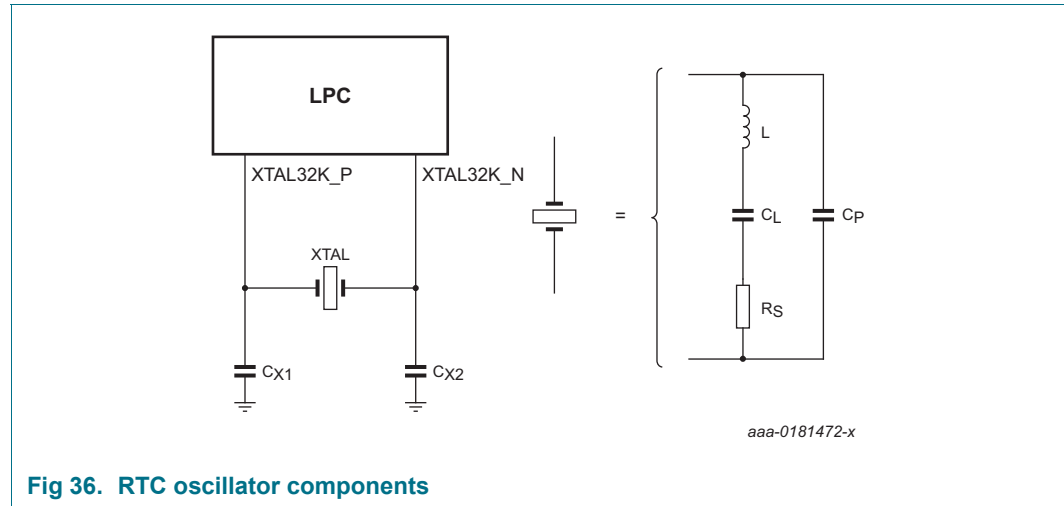 LPC
XTAL32K_P
XTAL32K_N
XTAL
CX1
CX2
=
L
CL
CP
RS
aaa-0181472-x
Fig 36. RTC oscillator components